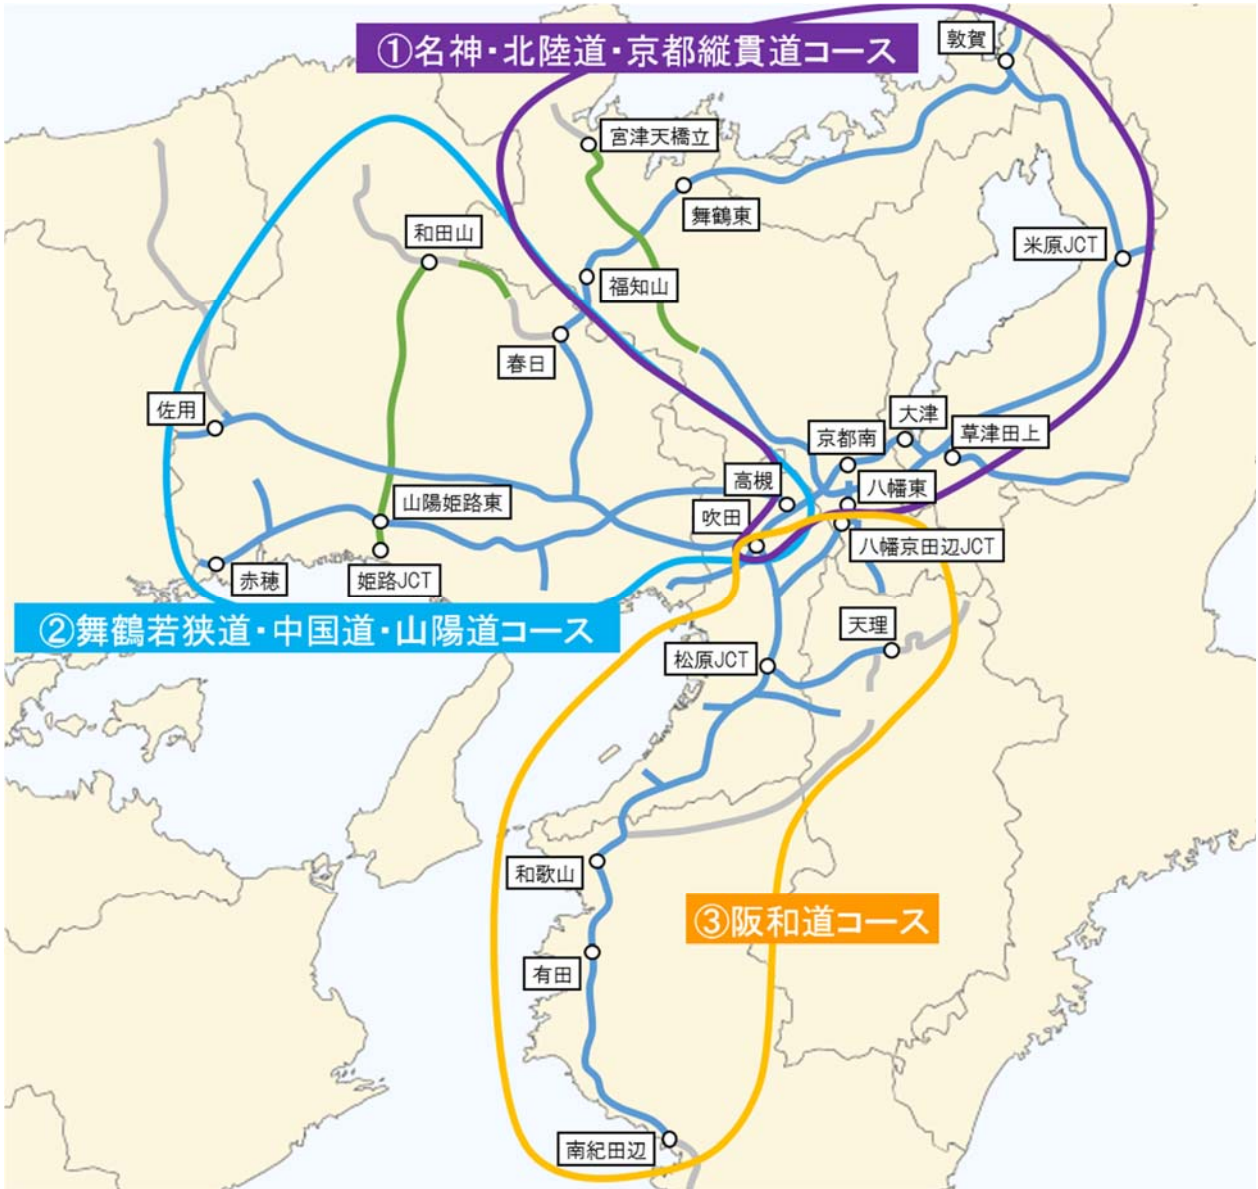 ①名神・北陸道・京都縦貫道コース
敦賀
宮津天橋立
舞鶴東
和田山
米原JCT
福知山
春日
佐用
大津
京都南
草津田上
高槻
八幡東
山陽姫路東
吹田
八幡京田辺JCT
赤穂
姫路JCT
②舞鶴若狭道・中国道・山陽道コース
天理
松原JCT
和歌山
③阪和道コース
有田
南紀田辺